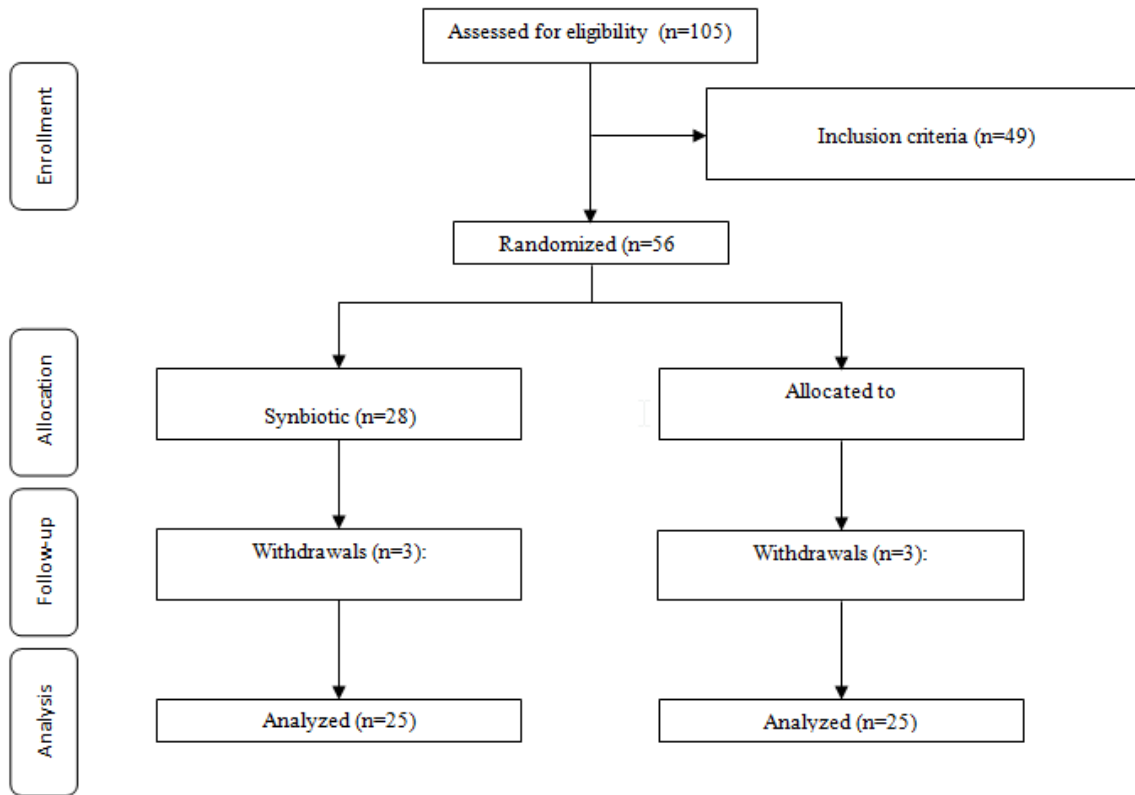 Assessed for eligibility (n=105)
Enrollment
Inclusion criteria (n=49)
Randomized (n=56
Allocation
Synbiotic (n=28)
Allocated to
Follow-up
Withdrawals (n=3):
Withdrawals (n=3):
Analysis
Analyzed (n=25)
Analyzed (n=25)